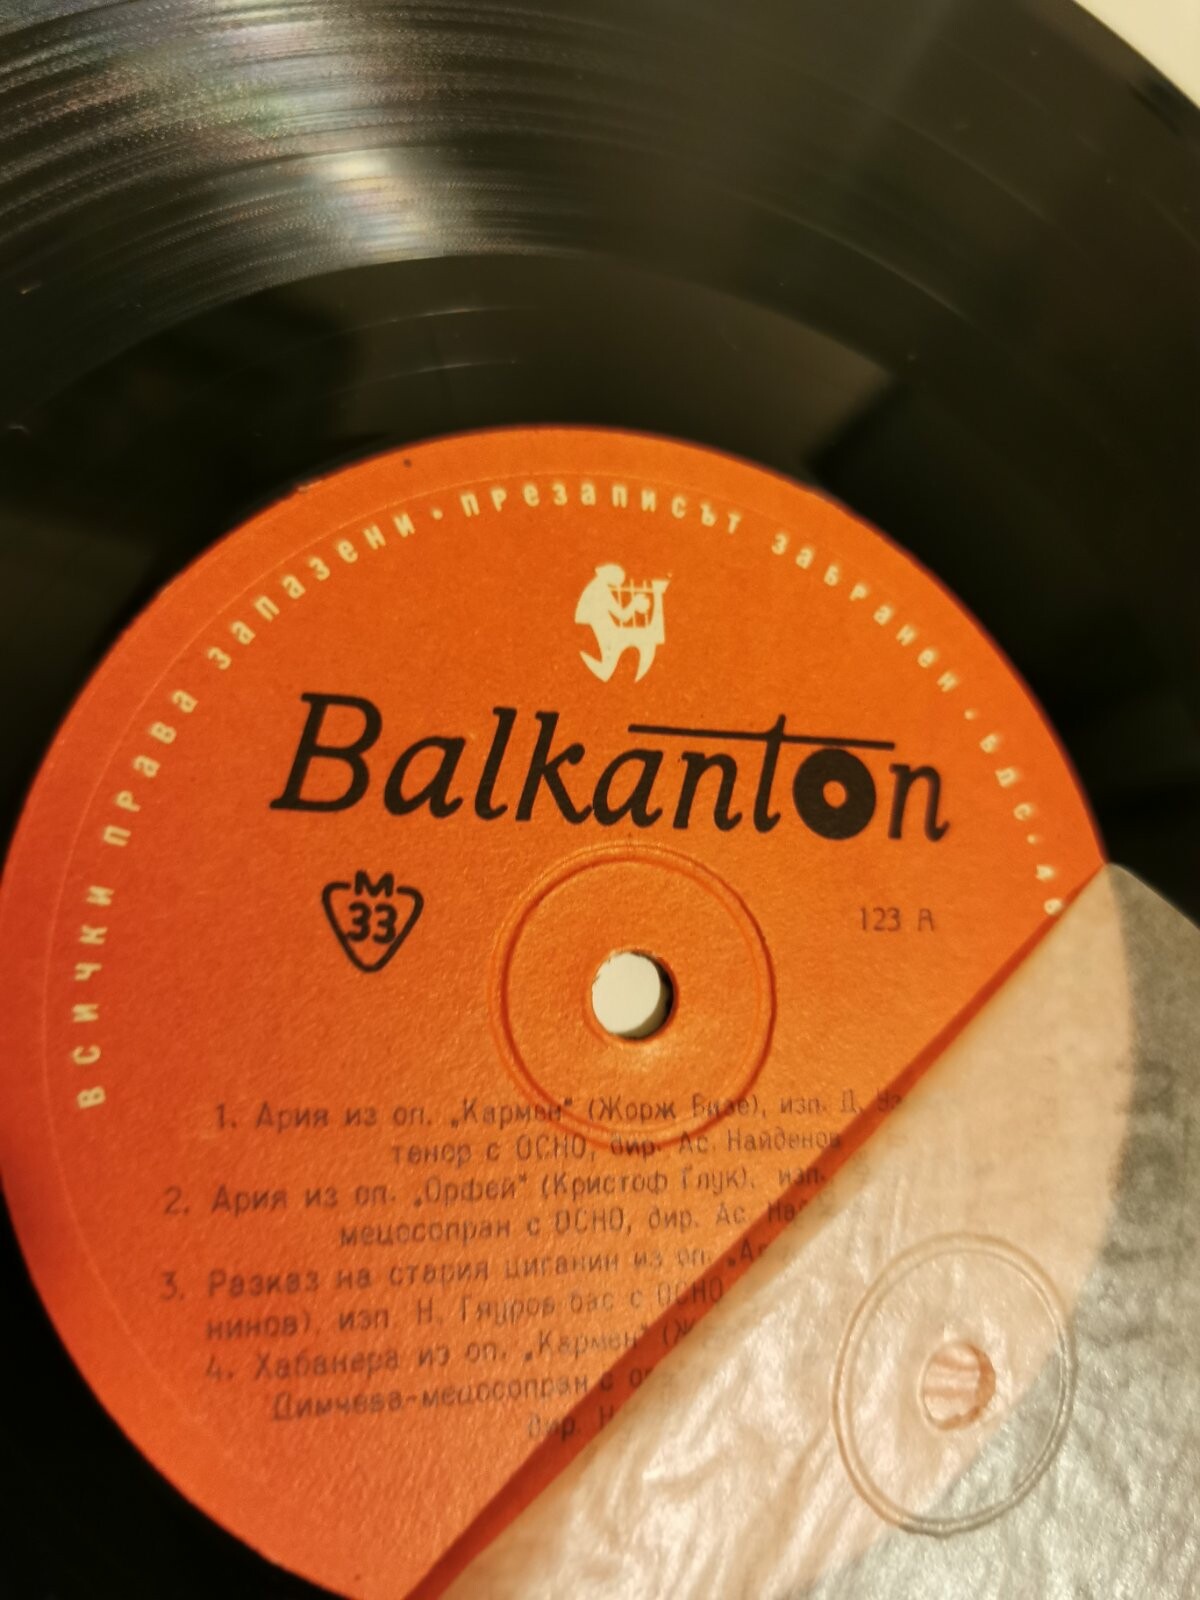 ВСИЧКИ ПРАВА ЗАПАЗЕНИ · ПРЕЗАПИСЪТ ЗАБРАНЕН · БДС ·
Balkanton
М
33
123 А
1. Ария из оп. „Кармен" (Жорж Бизе), изп. Д.
тенор с ОСНО, дир. Ас. Найденов
2. Ария из оп. „Орфей" (Кристоф Глук), изп.
мецосопран с ОСНО, дир. Ас.
3. Разказ на стария циганин из оп.
нинов), изп. Н. Гяуров бас с ОСНО
4. Хабанера из оп. „Кармен"
Димчева-мецосопран с
дир.